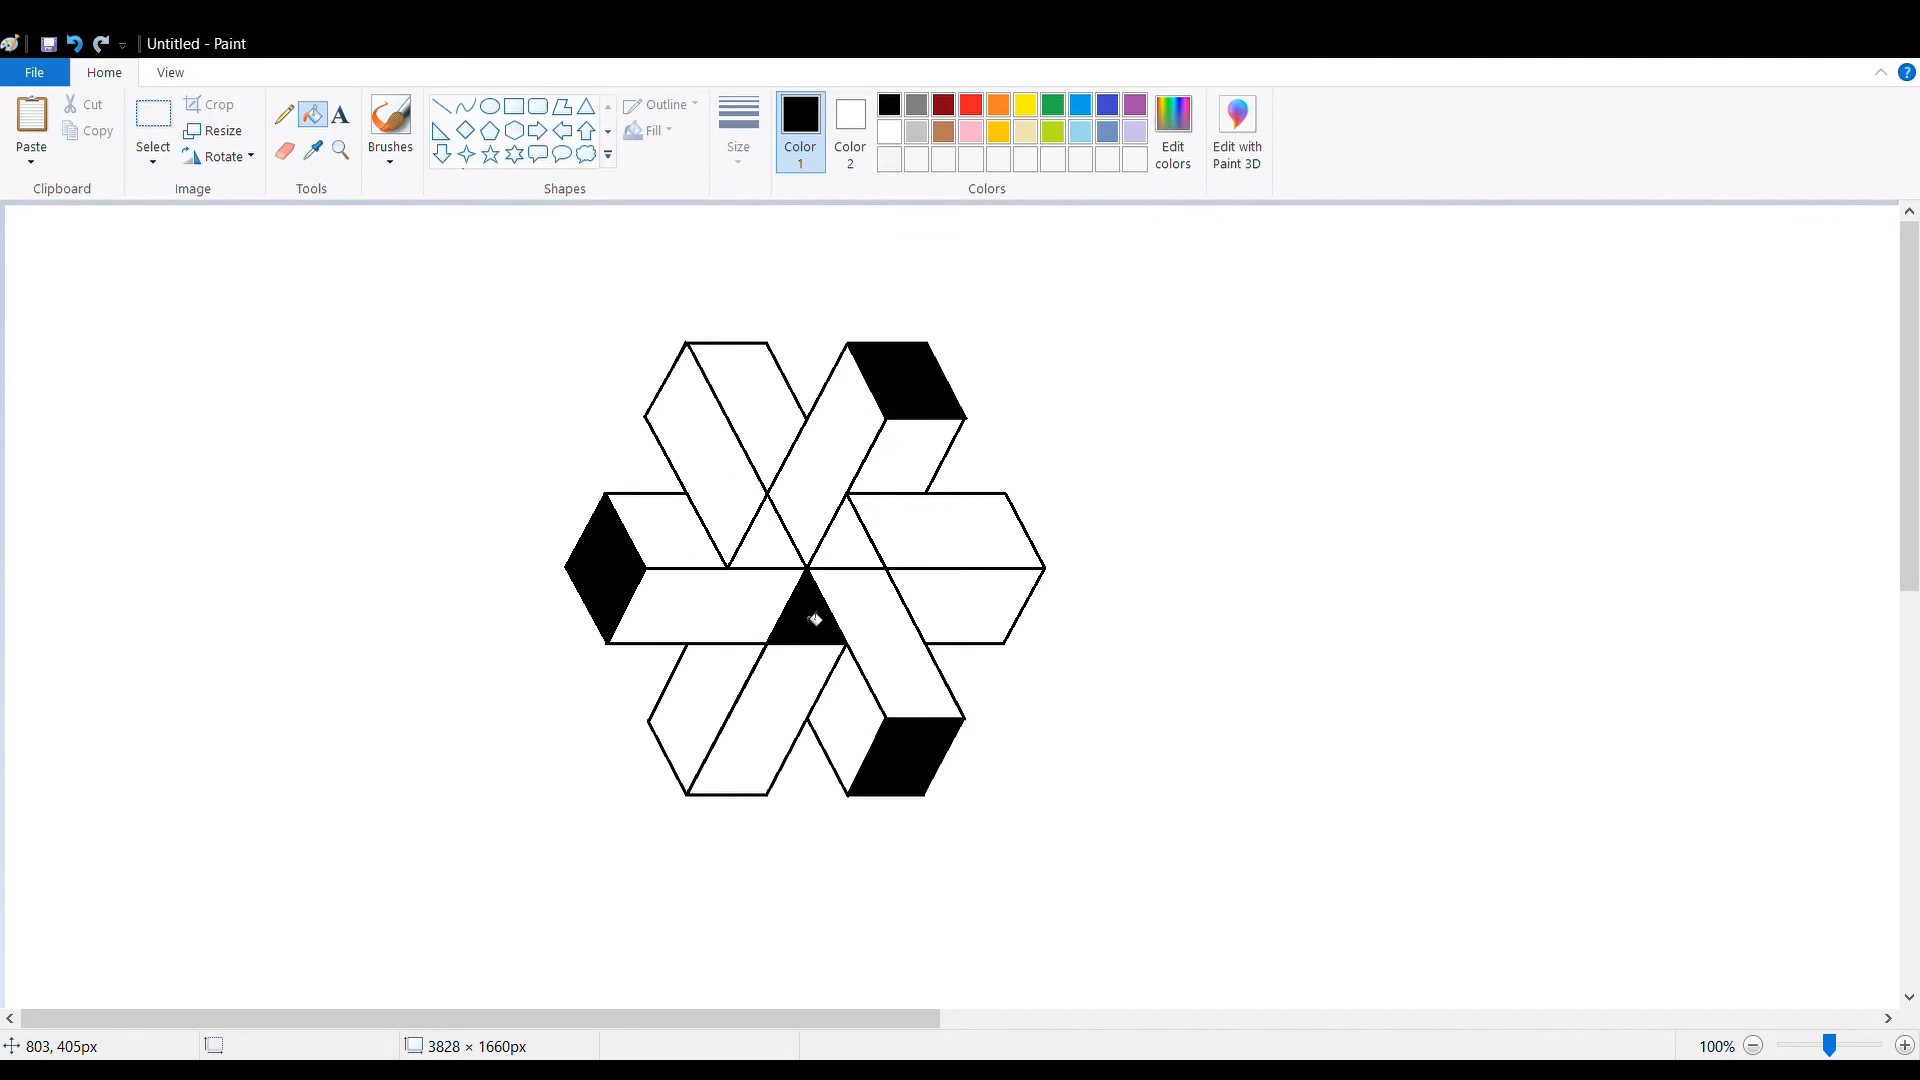 Untitled - Paint
File Home View
?
Paste
Cut
Copy
Clipboard
Select
Crop
Resize
Rotate
Image
A
Tools
Brushes
Shapes
Outline
Fill
Size
Color
1
Color
2
Colors
Edit
colors
Edit with
Paint 3D
803, 405px
3828 × 1660px
100%